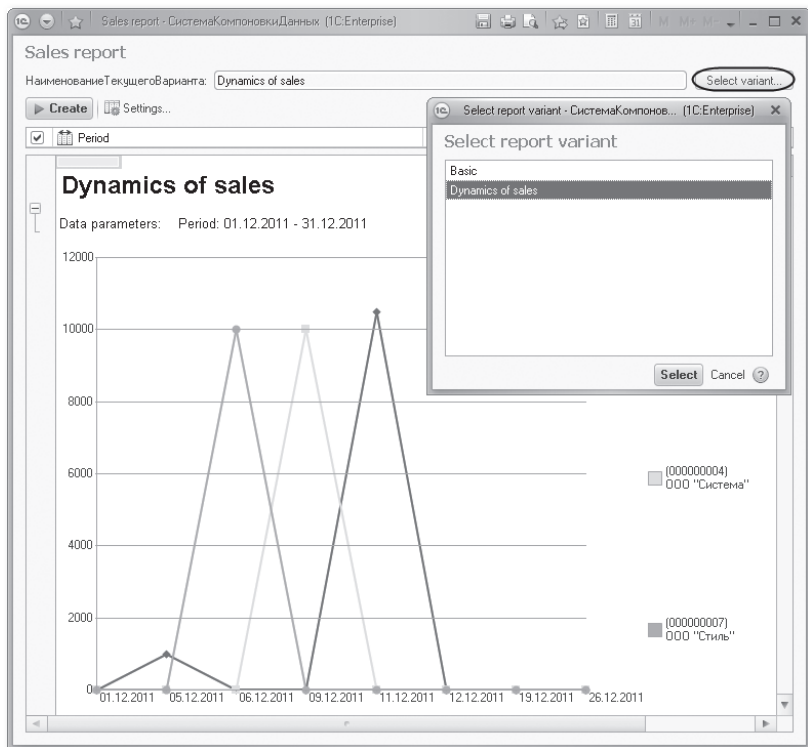 Sales report - СистемаКомпоновкиДанных (1C:Enterprise)
M M+ M-
Sales report
НаименованиеТекущегоВарианта: Dynamics of sales
Select variant...
Create Settings...
Period
Select report variant - СистемаКомпонов... (1C:Enterprise)
Select report variant
Basic
Dynamics of sales
Select Cancel ?
Dynamics of sales
Data parameters: Period: 01.12.2011 - 31.12.2011
12000
10000
8000
6000
4000
2000
0
01.12.2011 05.12.2011 06.12.2011 09.12.2011 11.12.2011 12.12.2011 19.12.2011 26.12.2011
(000000004)
ООО "Система"
(000000007)
ООО "Стиль"